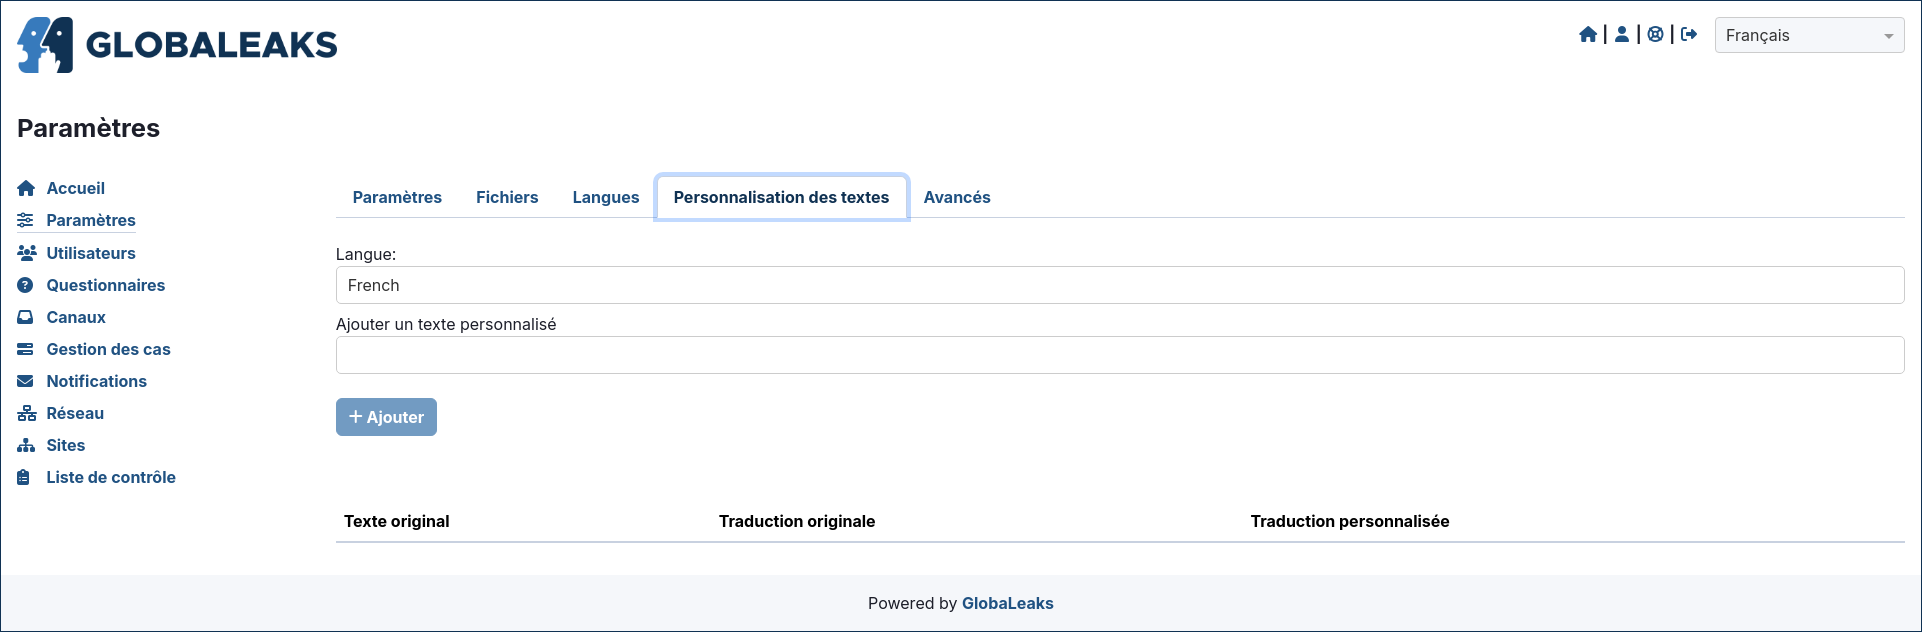 GLOBALEAKS
Français
Paramètres
Accueil
Paramètres
Utilisateurs
Questionnaires
Canaux
Gestion des cas
Notifications
Réseau
Sites
Liste de contrôle
Paramètres Fichiers Langues Personnalisation des textes Avancés
Langue:
French
Ajouter un texte personnalisé
+ Ajouter
Texte original Traduction originale Traduction personnalisée
Powered by GlobaLeaks